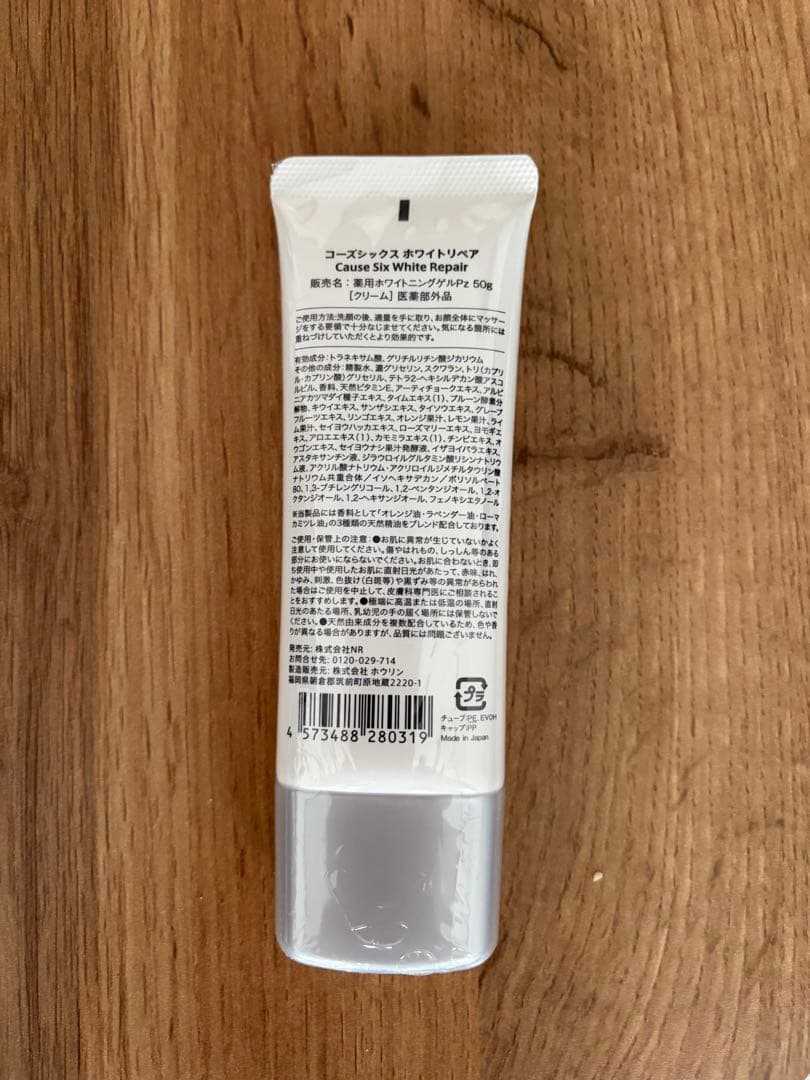 コーズシックス ホワイトリペア
Cause Six White Repair
販売名：薬用ホワイトニングゲルPz 50g
［クリーム］医薬部外品
ご使用方法:洗顔の後、適量を手に取り、お顔全体にマッサー
ジをする要領で十分なじませてください。気になる箇所には
重ねづけしていただくとより効果的です。
有効成分：トラネキサム酸、グリチルリチン酸ジカリウム
その他の成分：精製水、濃グリセリン、スクワラン、トリ(カプリ
ル・カプリン酸)グリセリル、テトラ2-ヘキシルデカン酸アスコ
ルビル、香料、天然ビタミンE、アーティチョークエキス、アルピ
ニアカツマダイ種子エキス、タイムエキス(1)、プルーン酵素分
解物、キウイエキス、サンザシエキス、タイソウエキス、グレープ
フルーツエキス、リンゴエキス、オレンジ果汁、レモン果汁、ライ
ム果汁、セイヨウハッカエキス、ローズマリーエキス、ヨモギエ
キス、アロエエキス(1)、カモミラエキス(1)、チンピエキス、オ
ウゴンエキス、セイヨウナシ果汁発酵液、イザヨイバラエキス、
アスタキサンチン液、ジラウロイルグルタミン酸リシンナトリウ
ム液、アクリル酸ナトリウム・アクリロイルジメチルタウリン酸
ナトリウム共重合体／イソヘキサデカン／ポリソルベート
80、1,3-ブチレングリコール、1,2-ペンタンジオール、1,2-オ
クタンジオール、1,2-ヘキサンジオール、フェノキシエタノール
※当製品には香料として「オレンジ油・ラベンダー油・ローマ
カミツレ油」の3種類の天然精油をブレンド配合しております。
ご使用・保管上の注意：●お肌に異常が生じていないかよく
注意して使用してください。傷やはれもの、しっしん等のある
部分にお使いにならないでください。お肌に合わないとき、即
ち使用中や使用したお肌に直射日光があたって、赤味、はれ、
かゆみ、刺激、色抜け(白斑等)や黒ずみ等の異常があらわれ
た場合はご使用を中止して、皮膚科専門医にご相談されるこ
とをおすすめします。●極端に高温または低温の場所、直射
日光のあたる場所、乳幼児の手の届く場所には保管しないで
ください。●天然由来成分を複数配合しているため、色や香
りが異なる場合がありますが、品質には問題ございません。
発売元：株式会社NR
お問合せ先：0120-029-714
製造販売元：株式会社 ホウリン
福岡県朝倉郡筑前町原地蔵2220-1
4 573488 280319
プラ
チューブ:PE, EVOH
キャップ:PP
Made in Japan